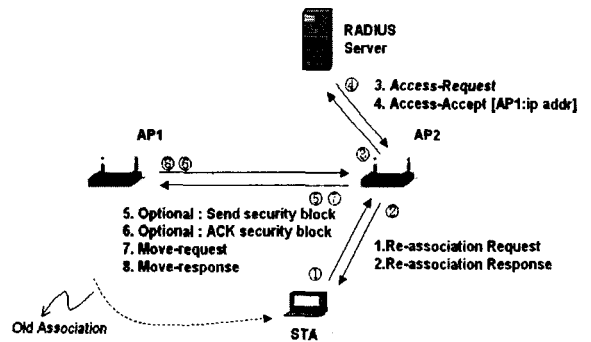 RADIUS
Server
④
3. Access-Request
4. Access-Accept [AP1:ip addr]
AP1
AP2
③
⑧ ⑥
⑤ ⑦
②
5. Optional : Send security block
6. Optional : ACK security block
7. Move-request
8. Move-response
1.Re-association Request
2.Re-association Response
①
Old Association
STA